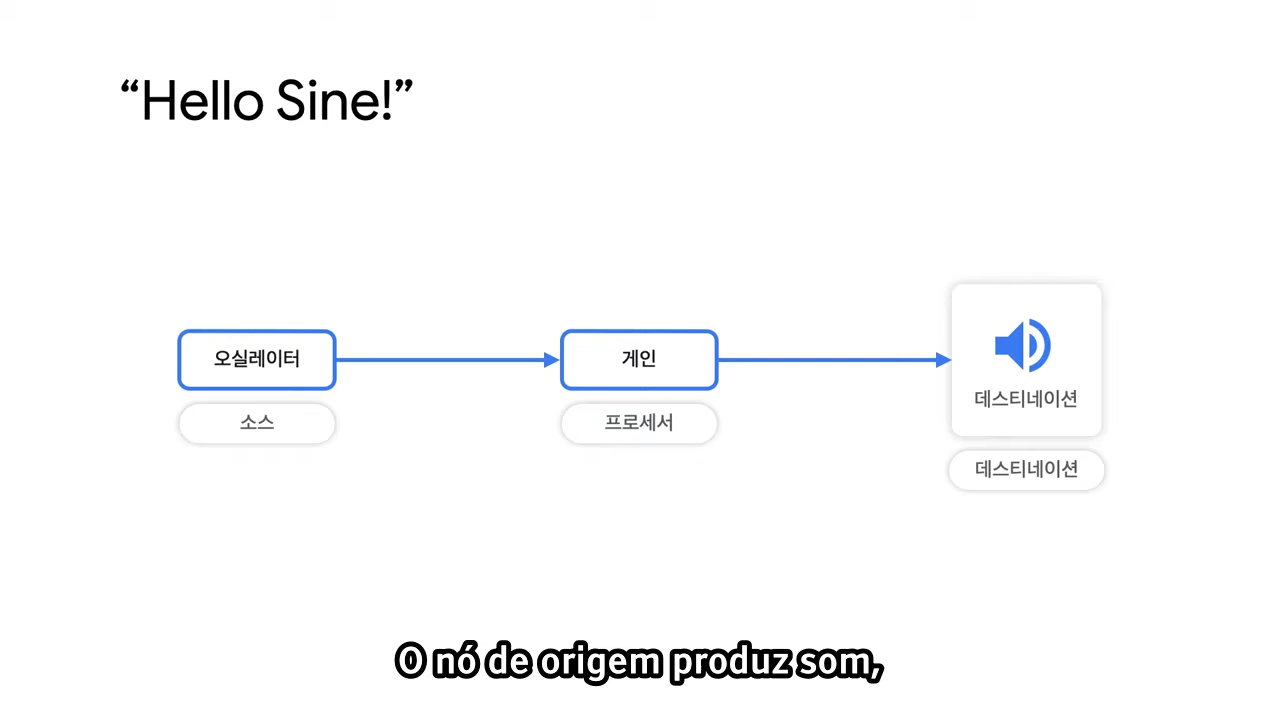 “Hello Sine!”
오실레이터
게인
데스티네이션
소스
프로세서
데스티네이션
O nó de origem produz som,